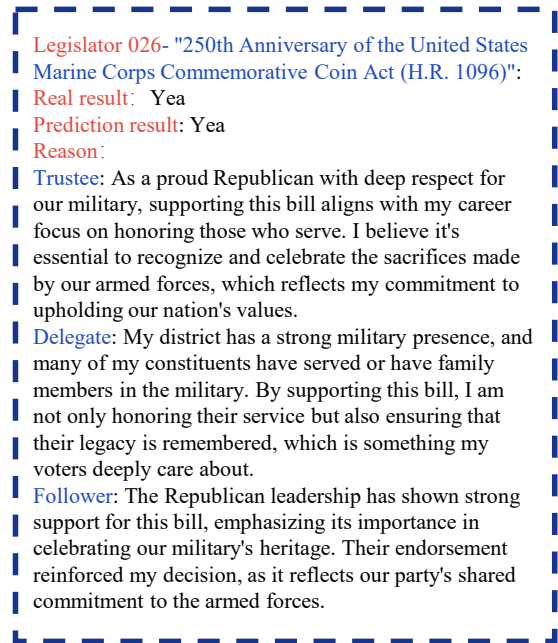 Legislator 026- "250th Anniversary of the United States
Marine Corps Commemorative Coin Act (H.R. 1096)":
Real result: Yea
Prediction result: Yea
Reason:
Trustee: As a proud Republican with deep respect for
our military, supporting this bill aligns with my career
focus on honoring those who serve. I believe it's
essential to recognize and celebrate the sacrifices made
by our armed forces, which reflects my commitment to
upholding our nation's values.
Delegate: My district has a strong military presence, and
many of my constituents have served or have family
members in the military. By supporting this bill, I am
not only honoring their service but also ensuring that
their legacy is remembered, which is something my
voters deeply care about.
Follower: The Republican leadership has shown strong
support for this bill, emphasizing its importance in
celebrating our military's heritage. Their endorsement
reinforced my decision, as it reflects our party's shared
commitment to the armed forces.